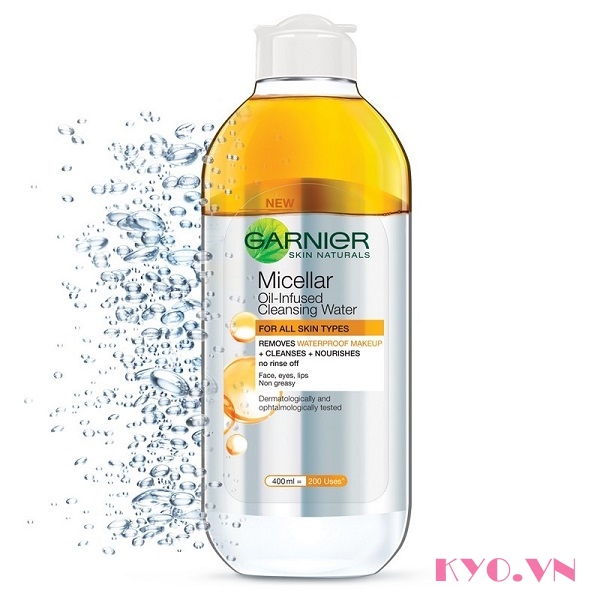 NEW
GARNIER
SKIN NATURALS
Micellar
Oil-Infused
Cleansing Water
FOR ALL SKIN TYPES
REMOVES WATERPROOF MAKEUP
+ CLEANSES + NOURISHES
no rinse off
Face, eyes, lips
Non greasy
Dermatologically and
ophtalmologically tested
400ml = 200 Uses*
KYO.VN